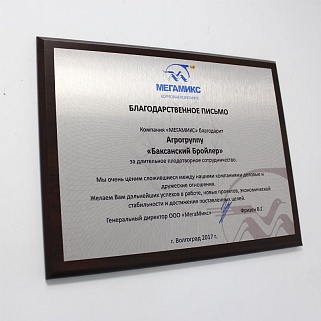 МЕГАМИКС
БЛАГОДАРСТВЕННОЕ ПИСЬМО
Компания «МЕГАМИКС» благодарит
Агрогруппу
«Баксанский Бройлер»
за длительное плодотворное сотрудничество.
Мы очень ценим сложившиеся между нашими компаниями деловые и
дружеские отношения.
Желаем Вам дальнейших успехов в работе, новых проектов, экономической
стабильности и достижения поставленных целей.
Генеральный директор ООО «МегаМикс» В.Г.
г. Волгоград 2017 г.